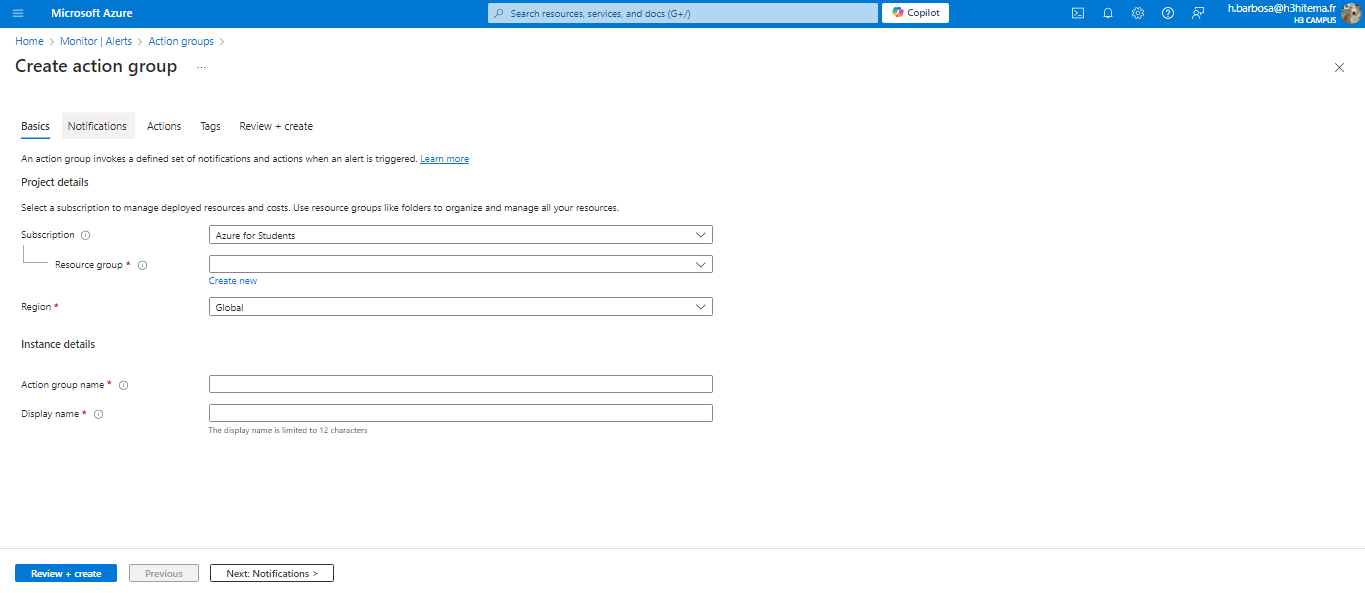 Microsoft Azure
Search resources, services, and docs (G+/)
Copilot
h.barbosa@h3hitema.fr
H3 CAMPUS
Home > Monitor | Alerts > Action groups >
Create action group ...
Basics Notifications Actions Tags Review + create
An action group invokes a defined set of notifications and actions when an alert is triggered. Learn more
Project details
Select a subscription to manage deployed resources and costs. Use resource groups like folders to organize and manage all your resources.
Subscription
Azure for Students
Resource group *
Create new
Region *
Global
Instance details
Action group name *
Display name *
The display name is limited to 12 characters
Review + create
Previous
Next: Notifications >